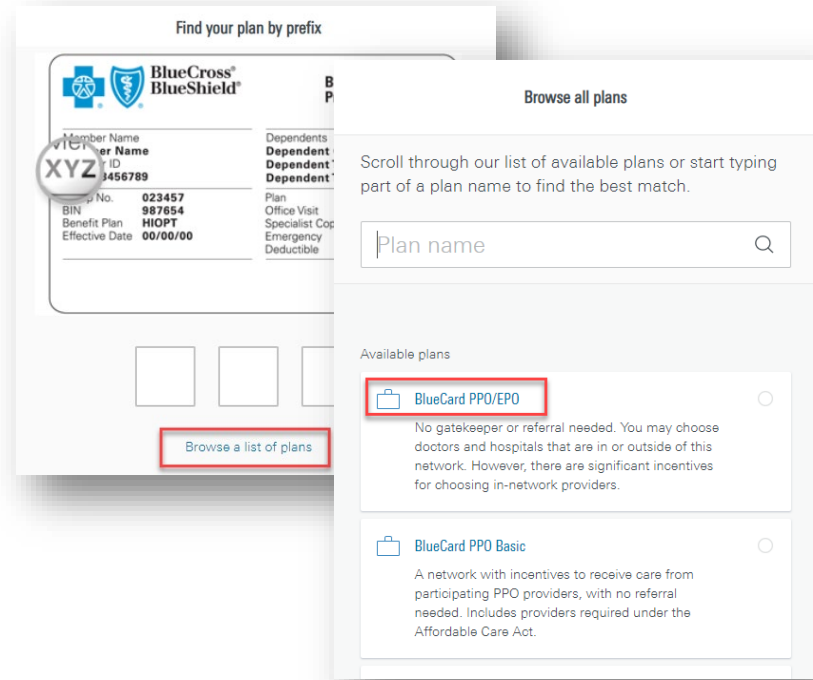 Find your plan by prefix
BlueCross®
BlueShield®
Member Name
er Name
ID
XYZ
3456789
No. 023457
BIN 987654
Benefit Plan HIOPT
Effective Date 00/00/00
Dependents
Dependent
Dependent
Dependent
Plan
Office Visit
Specialist Cop
Emergency
Deductible
Browse a list of plans
Browse all plans
Scroll through our list of available plans or start typing
part of a plan name to find the best match.
Plan name
Available plans
BlueCard PPO/EPO
No gatekeeper or referral needed. You may choose
doctors and hospitals that are in or outside of this
network. However, there are significant incentives
for choosing in-network providers.
BlueCard PPO Basic
A network with incentives to receive care from
participating PPO providers, with no referral
needed. Includes providers required under the
Affordable Care Act.